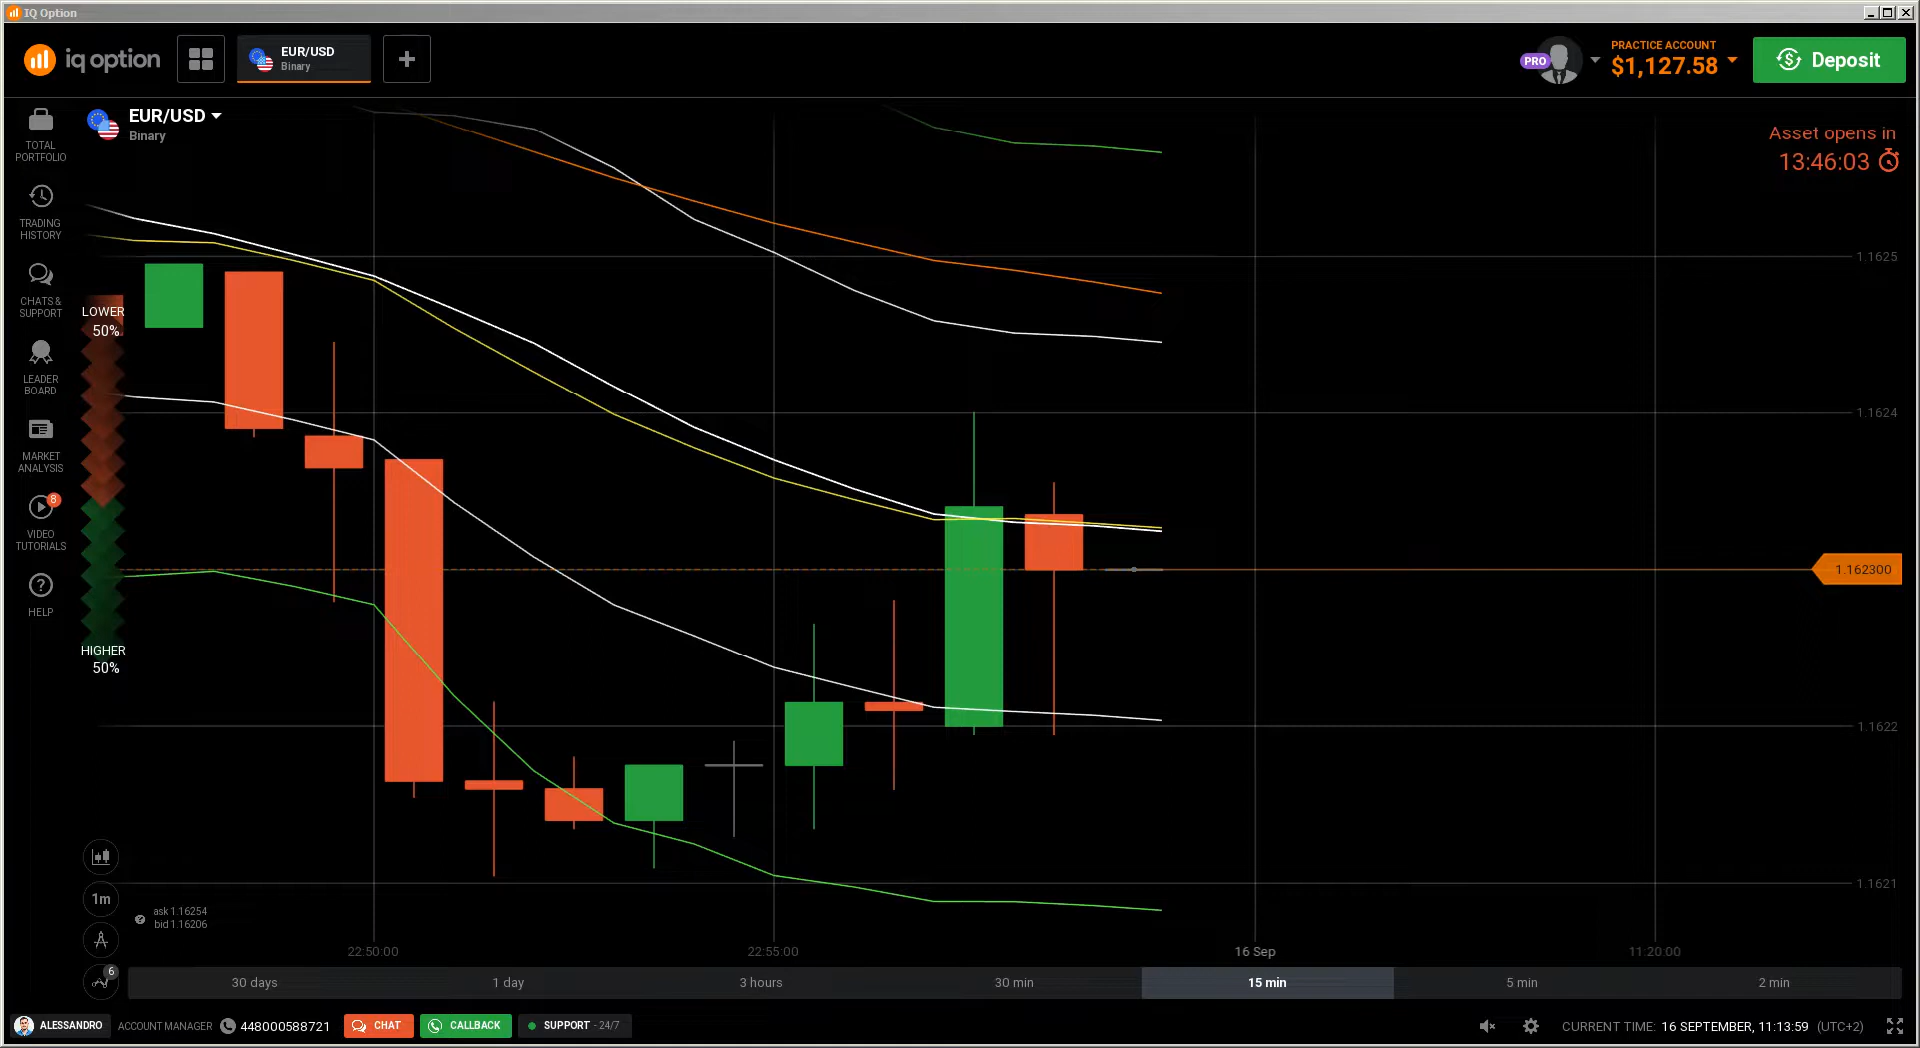 IQ Option
iq option
EUR/USD
Binary
PRO
PRACTICE ACCOUNT
$1,127.58
Deposit
EUR/USD
Binary
Asset opens in
13:46:03
TOTAL
PORTFOLIO
TRADING
HISTORY
CHATS &
SUPPORT
LEADER
BOARD
MARKET
ANALYSIS
8
VIDEO
TUTORIALS
HELP
LOWER
50%
HIGHER
50%
1.1625
1.1624
1.162300
1.1622
1.1621
1m
ask 1.16254
bid 1.16206
6
22:50:00
22:55:00
16 Sep
11:20:00
30 days
1 day
3 hours
30 min
15 min
5 min
2 min
ALESSANDRO
ACCOUNT MANAGER
448000588721
CHAT
CALLBACK
SUPPORT - 24/7
CURRENT TIME: 16 SEPTEMBER, 11:13:59 (UTC+2)